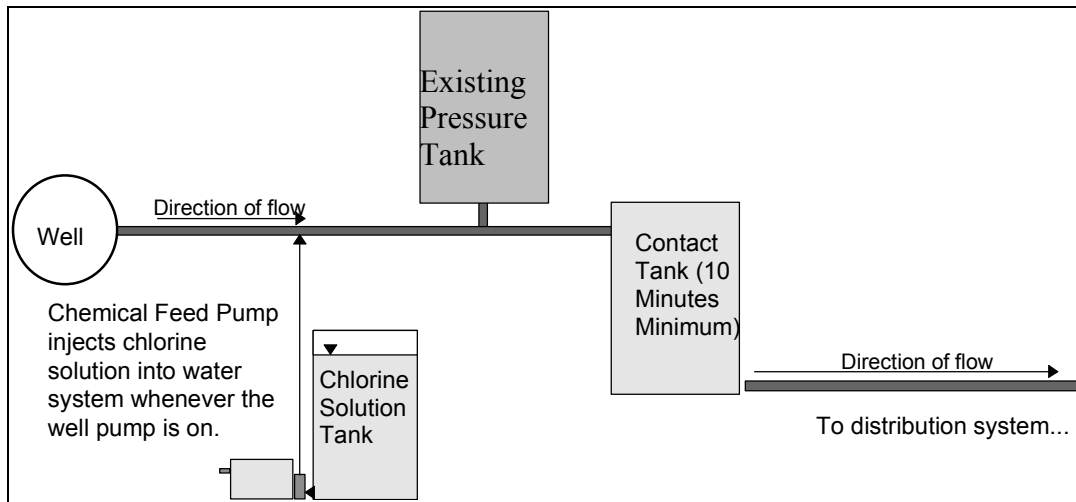 Existing
Pressure
Tank
Direction of flow
Well
Contact
Tank (10
Minutes
Minimum)
Chemical Feed Pump
injects chlorine
solution into water
system whenever the
well pump is on.
Chlorine
Solution
Tank
Direction of flow
To distribution system...